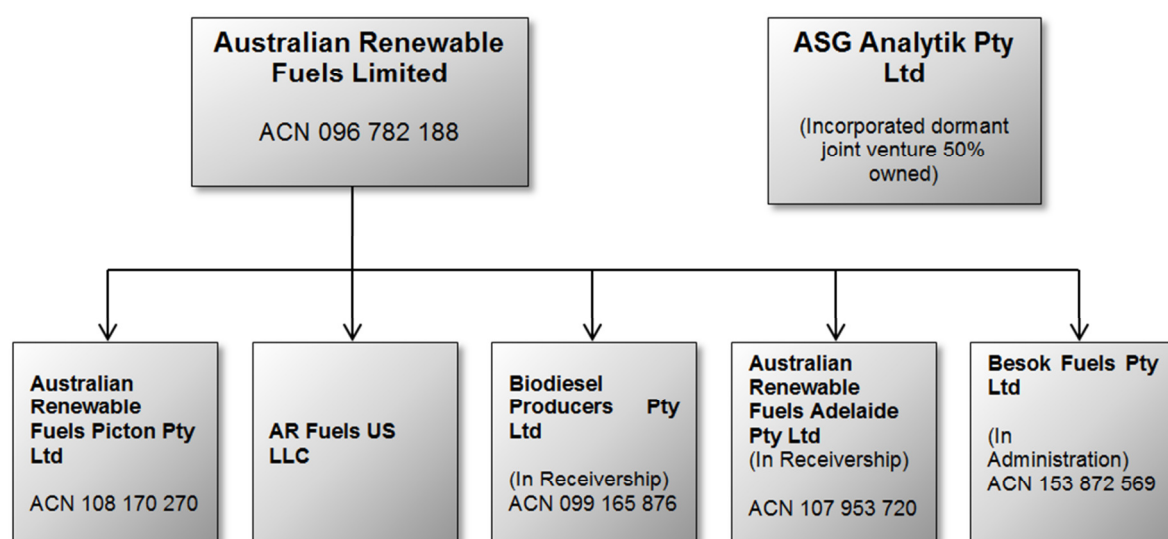 Australian Renewable
Fuels Limited
ACN 096 782 188
ASG Analytik Pty
Ltd
(Incorporated dormant
joint venture 50%
owned)
Australian
Renewable
Fuels Picton Pty
Ltd
ACN 108 170 270
AR Fuels US
LLC
Biodiesel
Producers Pty
Ltd
(In Receivership)
ACN 099 165 876
Australian
Renewable
Fuels Adelaide
Pty Ltd
(In Receivership)
ACN 107 953 720
Besok Fuels Pty
Ltd
(In
Administration)
ACN 153 872 569